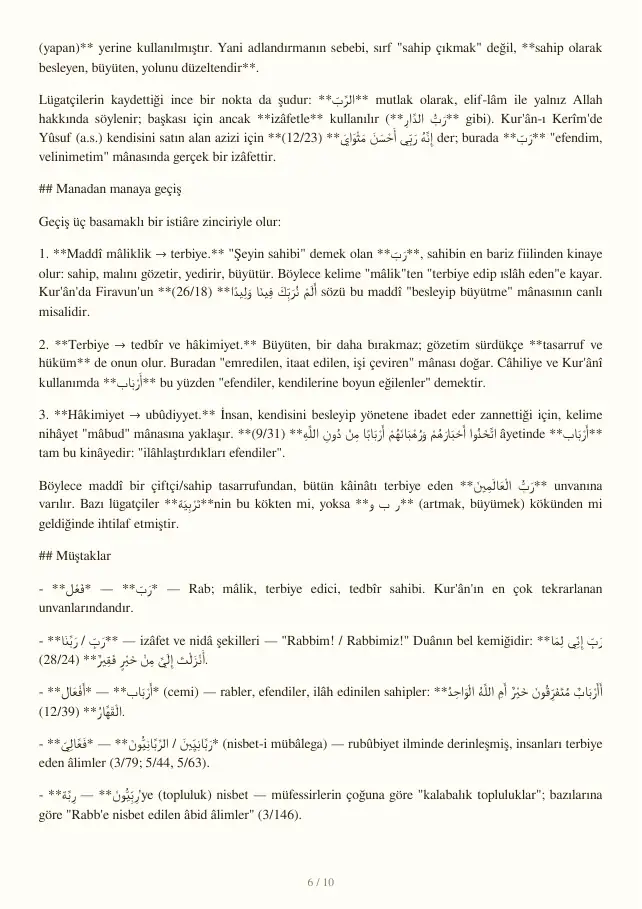 (yapan)** yerine kullanılmıştır. Yani adlandırmanın sebebi, sırf "sahip çıkmak" değil, **sahip olarak
besleyen, büyüten, yolunu düzeltendir**.
Lügatçilerin kaydettiği ince bir nokta da şudur: **الرَّبّ** mutlak olarak, elif-lâm ile yalnız Allah
hakkında söylenir; başkası için ancak **izâfetle** kullanılır (**رَبُّ الدَّارِ** gibi). Kur'ân-ı Kerîm'de
Yûsuf (a.s.) kendisini satın alan azizi için **إِنَّهُ رَبِّي أَحْسَنَ مَثْوَايَ** (12/23) der; burada **رَبّ** "efendim,
velinimetim" mânasında gerçek bir izâfettir.
## Manadan manaya geçiş
Geçiş üç basamaklı bir istiâre zinciriyle olur:
1. **Maddî mâliklik → terbiye.** "Şeyin sahibi" demek olan **رَبّ**, sahibin en bariz fiilinden kinaye
olur: sahip, malını gözetir, yedirir, büyütür. Böylece kelime "mâlik"ten "terbiye edip ıslâh eden"e kayar.
Kur'ân'da Firavun'un **أَلَمْ نُرَبِّكَ فِينَا وَلِيدًا** (26/18) sözü bu maddî "besleyip büyütme" mânasının canlı
misalidir.
2. **Terbiye → tedbîr ve hâkimiyet.** Büyüten, bir daha bırakmaz; gözetim sürdükçe **tasarruf ve
hüküm** de onun olur. Buradan "emredilen, itaat edilen, işi çeviren" mânası doğar. Câhiliye ve Kur'ânî
kullanımda **أَرْبَاب** bu yüzden "efendiler, kendilerine boyun eğilenler" demektir.
3. **Hâkimiyet → ubûdiyyet.** İnsan, kendisini besleyip yönetene ibadet eder zannettiği için, kelime
nihâyet "mâbud" mânasına yaklaşır. **اتَّخَذُوا أَحْبَارَهُمْ وَرُهْبَانَهُمْ أَرْبَابًا مِنْ دُونِ اللَّهِ** (9/31) âyetinde **أَرْبَاب**
tam bu kinâyedir: "ilâhlaştırdıkları efendiler".
Böylece maddî bir çiftçi/sahip tasarrufundan, bütün kâinâtı terbiye eden **رَبُّ الْعَالَمِينَ** unvanına
varılır. Bazı lügatçiler **تَرْبِيَة**nin bu kökten mi, yoksa **ر ب و** (artmak, büyümek) kökünden mi
geldiğinde ihtilaf etmiştir.
## Müştaklar
- **فَعْل* — **رَبّ* — Rab; mâlik, terbiye edici, tedbîr sahibi. Kur'ân'ın en çok tekrarlanan
unvanlarındandır.
- **رَبِّ / رَبَّنَا** — izâfet ve nidâ şekilleri — "Rabbim! / Rabbimiz!" Duânın bel kemiğidir: **رَبِّ إِنِّي لِمَا
أَنْزَلْتَ إِلَيَّ مِنْ خَيْرٍ فَقِيرٌ** (28/24).
- **أَفْعَال* — **أَرْبَاب* (cemi) — rabler, efendiler, ilâh edinilen sahipler: **أَأَرْبَابٌ مُتَفَرِّقُونَ خَيْرٌ أَمِ اللَّهُ الْوَاحِدُ
الْقَهَّارُ** (12/39).
- **فَعَّالِيّ* — **رَبَّانِيِّينَ / الرَّبَّانِيُّونَ* (nisbet-i mübâlega) — rubûbiyet ilminde derinleşmiş, insanları terbiye
eden âlimler (3/79; 5/44, 5/63).
- **رِبَّة — **رِبِّيُّونَ'ye (topluluk) nisbet — müfessirlerin çoğuna göre "kalabalık topluluklar"; bazılarına
göre "Rabb'e nisbet edilen âbid âlimler" (3/146).
6 / 10